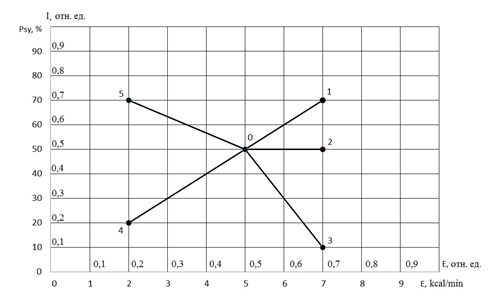 I, отн. ед.
Psy, %
90 0,9
80 0,8
70 0,7 5 1
60 0,6
50 0,5 0 2
40 0,4
30 0,3
20 0,2 4
10 0,1 3
0 0,1 0,2 0,3 0,4 0,5 0,6 0,7 0,8 0,9 E, отн. ед.
0 1 2 3 4 5 6 7 8 9 E, kcal/min